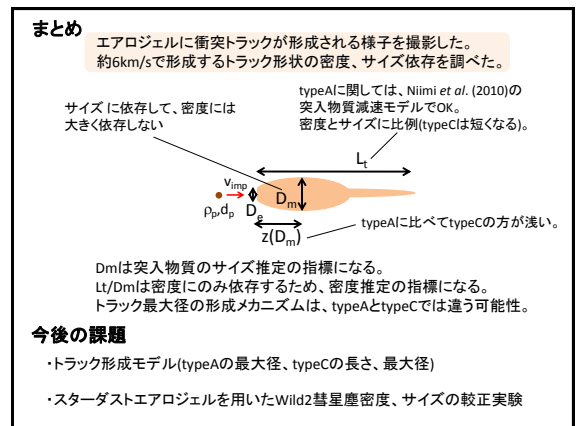 まとめ
エアロジェルに衝突トラックが形成される様子を撮影した。
約6km/sで形成するトラック形状の密度、サイズ依存を調べた。
typeAに関しては、Niimi et al. (2010)の
突入物質減速モデルでOK。
密度とサイズに比例(typeCは短くなる)。
サイズ に依存して、密度には
大きく依存しない
Lt
vimp
ρp,dp
De
Dm
z(Dm)
typeAに比べてtypeCの方が浅い。
Dmは突入物質のサイズ推定の指標になる。
Lt/Dmは密度にのみ依存するため、密度推定の指標になる。
トラック最大径の形成メカニズムは、typeAとtypeCでは違う可能性。
今後の課題
・トラック形成モデル(typeAの最大径、typeCの長さ、最大径)
・スターダストエアロジェルを用いたWild2彗星塵密度、サイズの較正実験